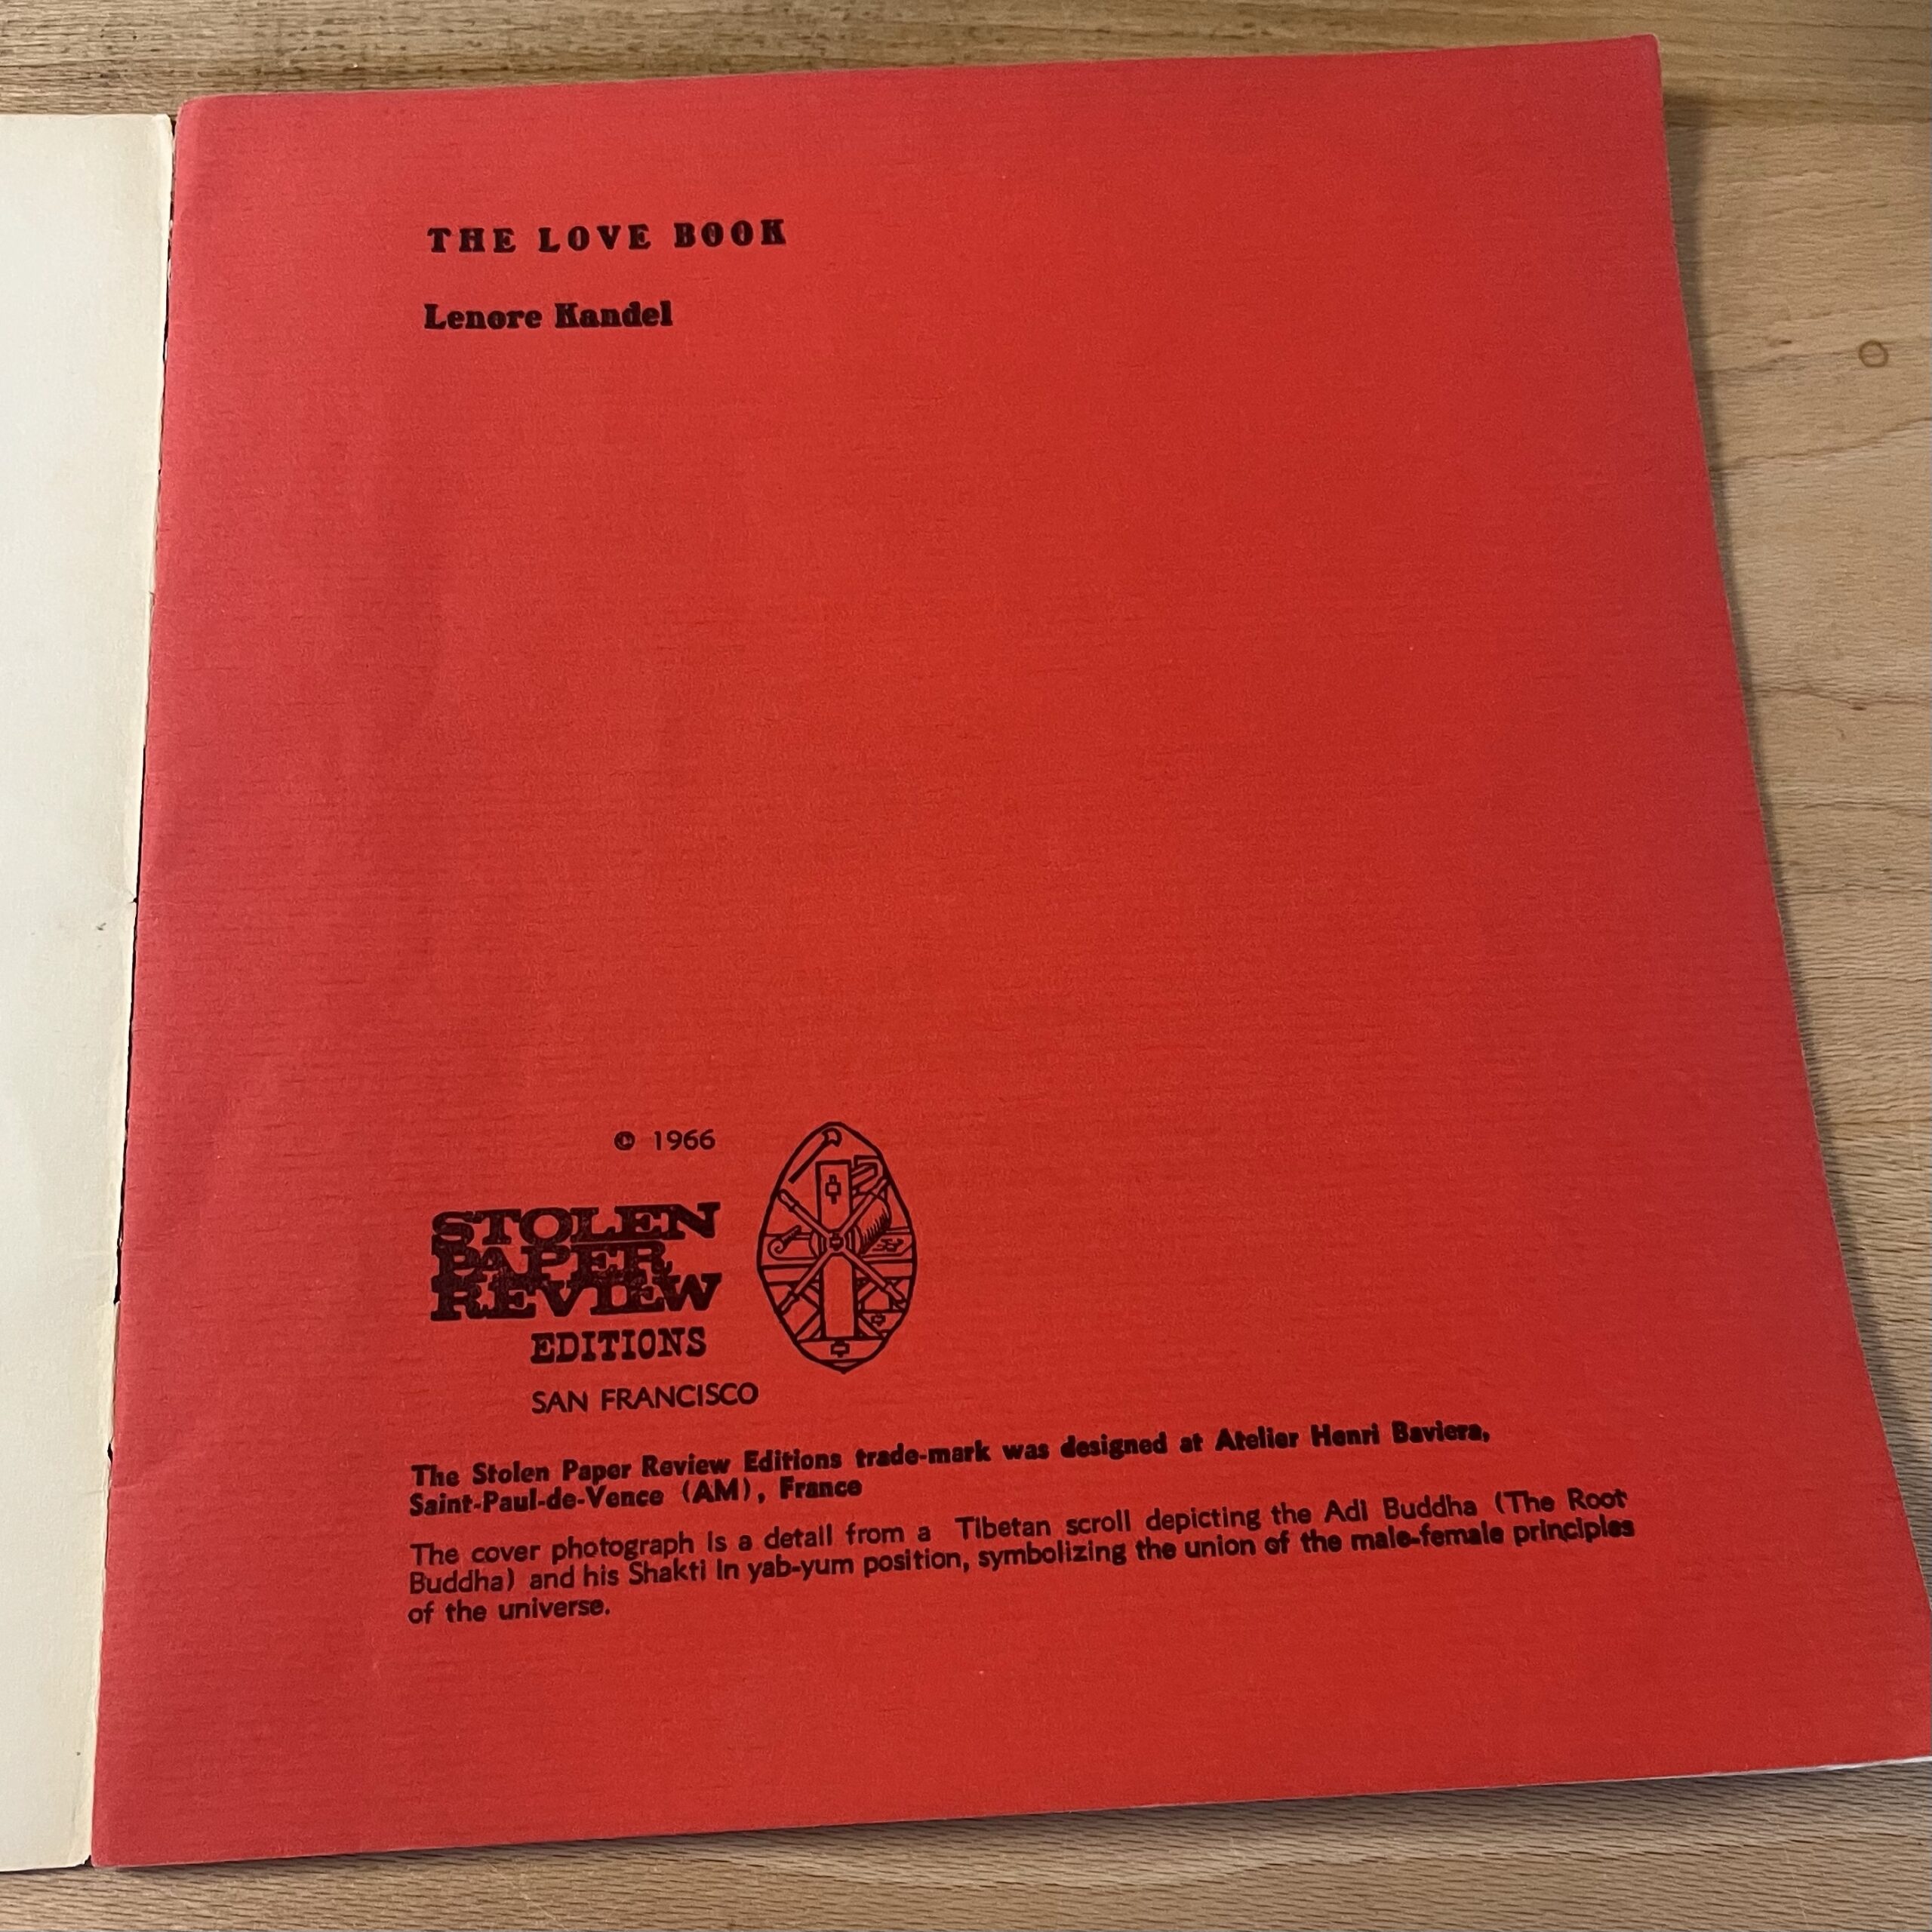 THE LOVE BOOK
Lenore Kandel
© 1966
STOLEN
PAPER
REVIEW
EDITIONS
SAN FRANCISCO
The Stolen Paper Review Editions trade-mark was designed at Atelier Henri Baviera,
Saint-Paul-de-Vence (AM), France
The cover photograph is a detail from a Tibetan scroll depicting the Adi Buddha (The Root
Buddha) and his Shakti in yab-yum position, symbolizing the union of the male-female principles
of the universe.